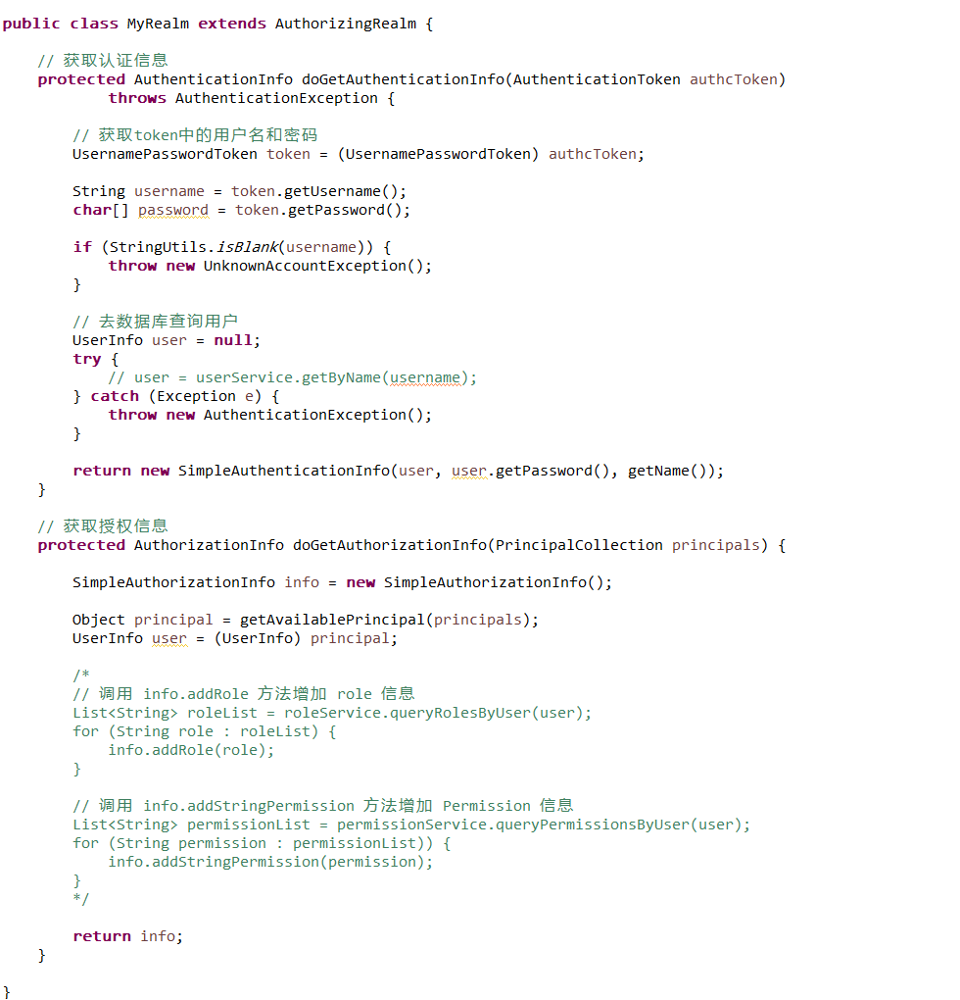 public class MyRealm extends AuthorizingRealm {
// 获取认证信息
protected AuthenticationInfo doGetAuthenticationInfo(AuthenticationToken authcToken)
throws AuthenticationException {
// 获取token中的用户名和密码
UsernamePasswordToken token = (UsernamePasswordToken) authcToken;
String username = token.getUsername();
char[] password = token.getPassword();
if (StringUtils.isBlank(username)) {
throw new UnknownAccountException();
}
// 去数据库查询用户
UserInfo user = null;
try {
// user = userService.getByName(username);
} catch (Exception e) {
throw new AuthenticationException();
}
return new SimpleAuthenticationInfo(user, user.getPassword(), getName());
}
// 获取授权信息
protected AuthorizationInfo doGetAuthorizationInfo(PrincipalCollection principals) {
SimpleAuthorizationInfo info = new SimpleAuthorizationInfo();
Object principal = getAvailablePrincipal(principals);
UserInfo user = (UserInfo) principal;
/*
// 调用 info.addRole 方法增加 role 信息
List<String> roleList = roleService.queryRolesByUser(user);
for (String role : roleList) {
info.addRole(role);
}
// 调用 info.addStringPermission 方法增加 Permission 信息
List<String> permissionList = permissionService.queryPermissionsByUser(user);
for (String permission : permissionList)) {
info.addStringPermission(permission);
}
*/
return info;
}
}